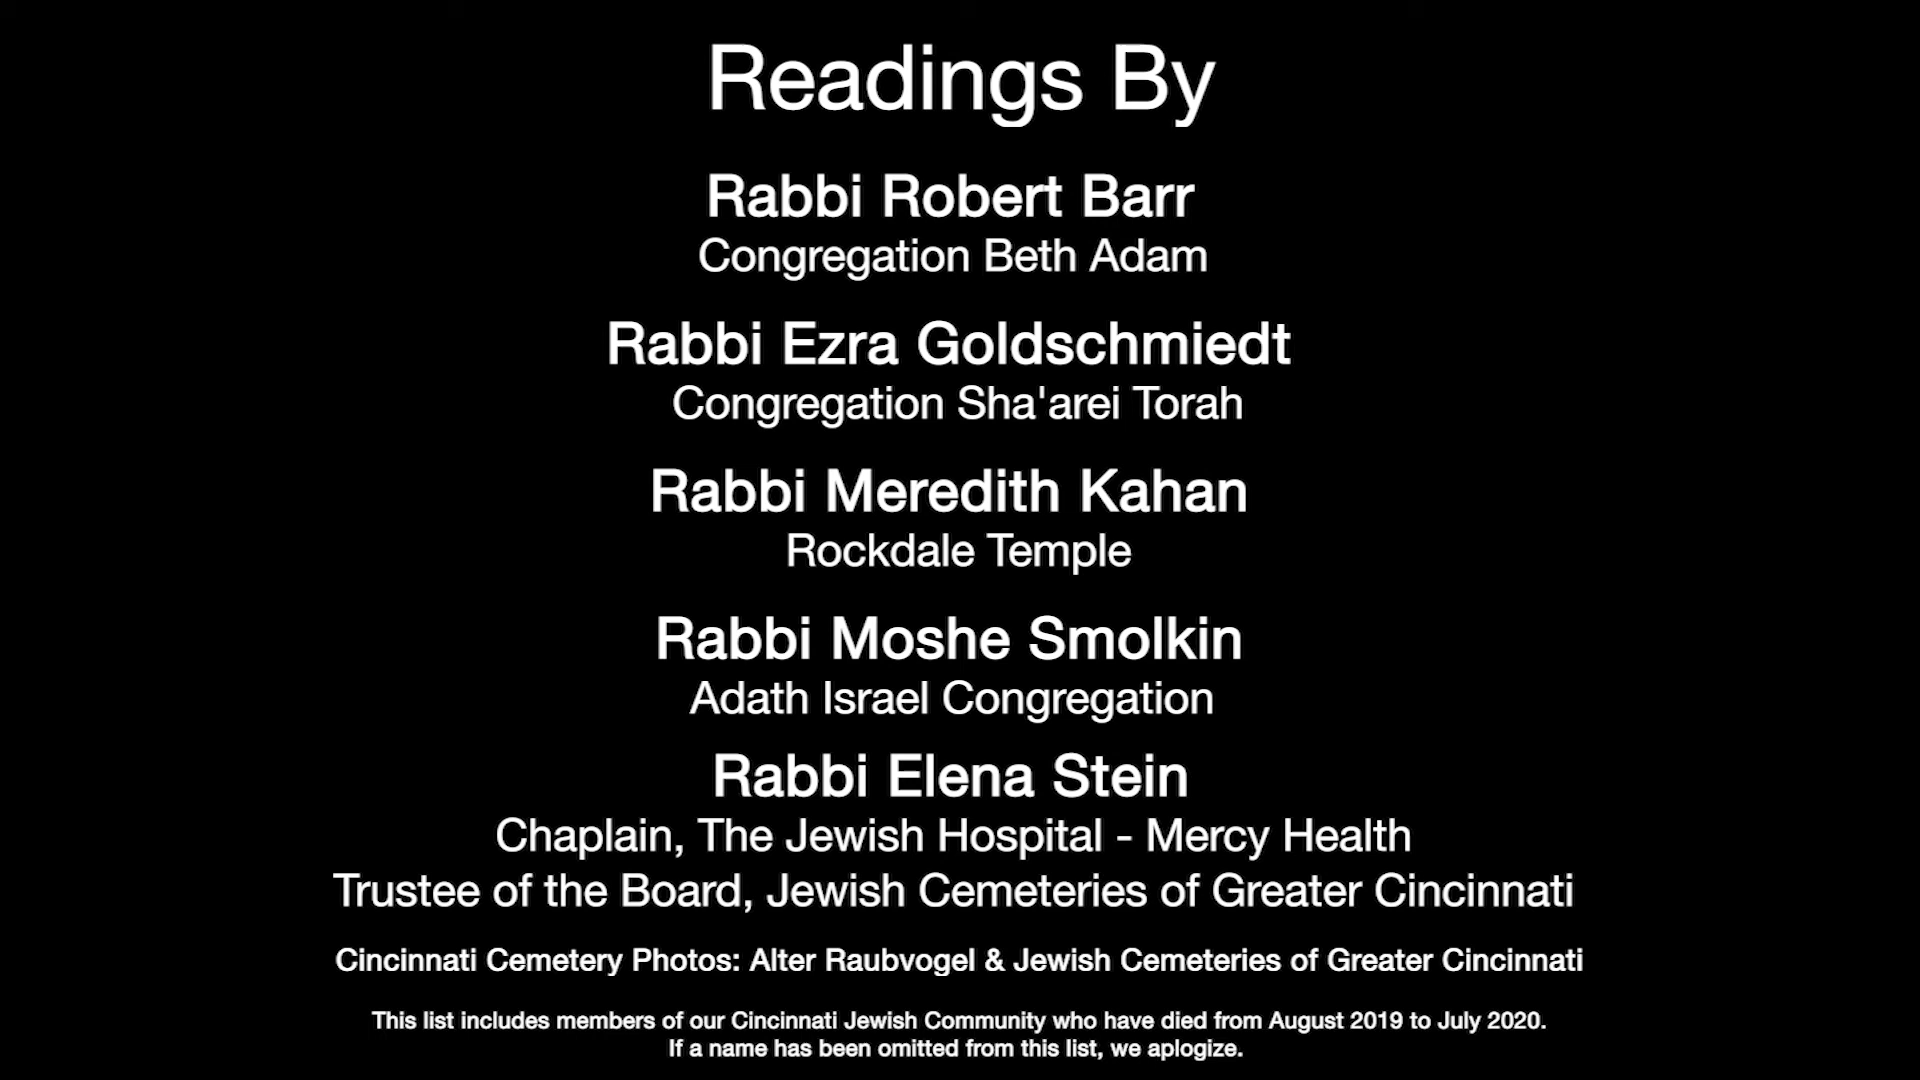 Readings By
Rabbi Robert Barr
Congregation Beth Adam
Rabbi Ezra Goldschmiedt
Congregation Sha'arei Torah
Rabbi Meredith Kahan
Rockdale Temple
Rabbi Moshe Smolkin
Adath Israel Congregation
Rabbi Elena Stein
Chaplain, The Jewish Hospital - Mercy Health
Trustee of the Board, Jewish Cemeteries of Greater Cincinnati
Cincinnati Cemetery Photos: Alter Raubvogel & Jewish Cemeteries of Greater Cincinnati
This list includes members of our Cincinnati Jewish Community who have died from August 2019 to July 2020.
If a name has been omitted from this list, we aplogize.